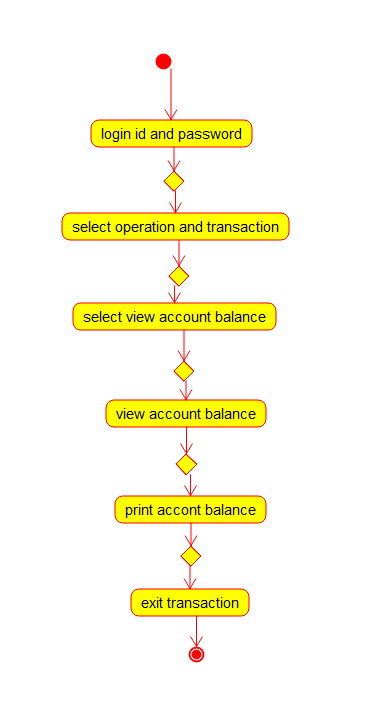 login id and password
select operation and transaction
select view account balance
view account balance
print accont balance
exit transaction